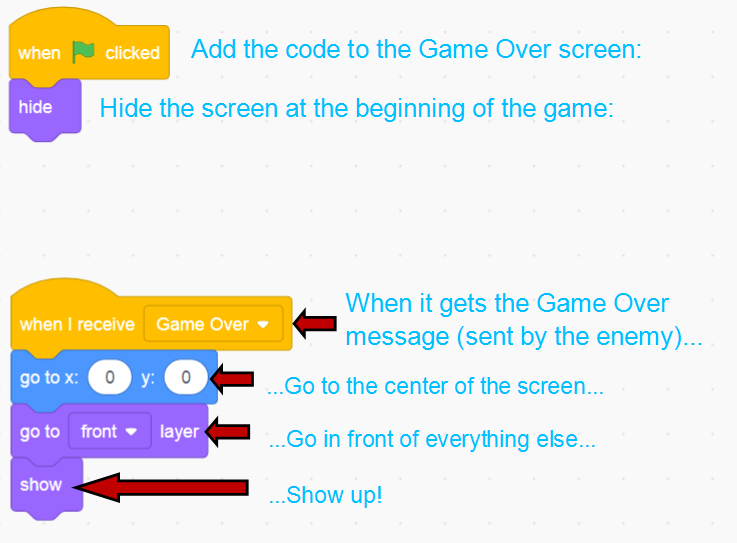 when clicked
Add the code to the Game Over screen:
hide
Hide the screen at the beginning of the game:
when I receive Game Over
When it gets the Game Over
message (sent by the enemy)...
go to x: 0 y: 0
...Go to the center of the screen...
go to front layer
...Go in front of everything else...
show
...Show up!